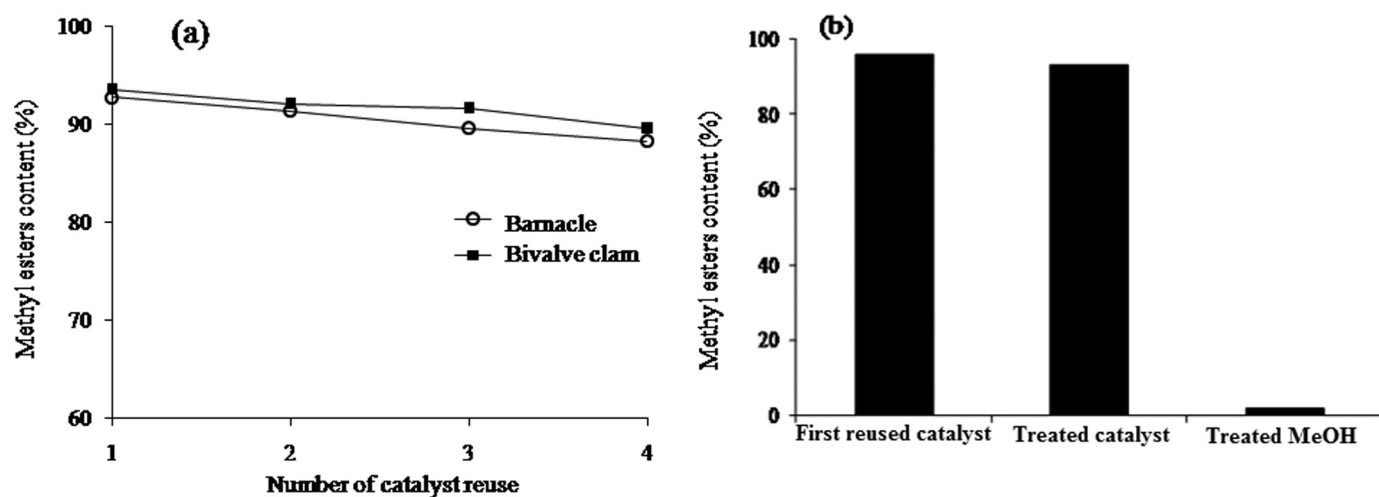 (a)
Methyl esters content (%)
100
90
80
70
60
1 2 3 4
Number of catalyst reuse
Barnacle
Bivalve clam
(b)
Methyl esters content (%)
100
80
60
40
20
0
First reused catalyst Treated catalyst Treated MeOH